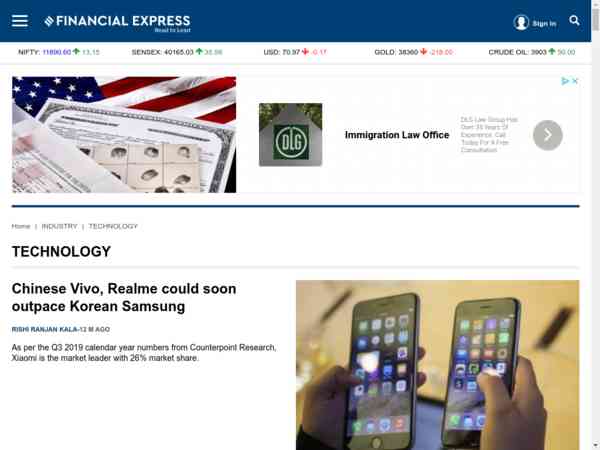 FINANCIAL EXPRESS
Read to Lead
Sign In
NIFTY: 11890.60 13.15 SENSEX: 40165.03 35.98 USD: 70.97 -0.17 GOLD: 38360 -218.00 CRUDE OIL: 3903 50.00
Immigration Law Office
DLG Law Group Has
Over 35 Years Of
Experience. Call
Today For A Free
Consultation
DLG
Home | INDUSTRY | TECHNOLOGY
TECHNOLOGY
Chinese Vivo, Realme could soon
outpace Korean Samsung
RISHI RANJAN KALA-12 M AGO
As per the Q3 2019 calendar year numbers from Counterpoint Research,
Xiaomi is the market leader with 26% market share.